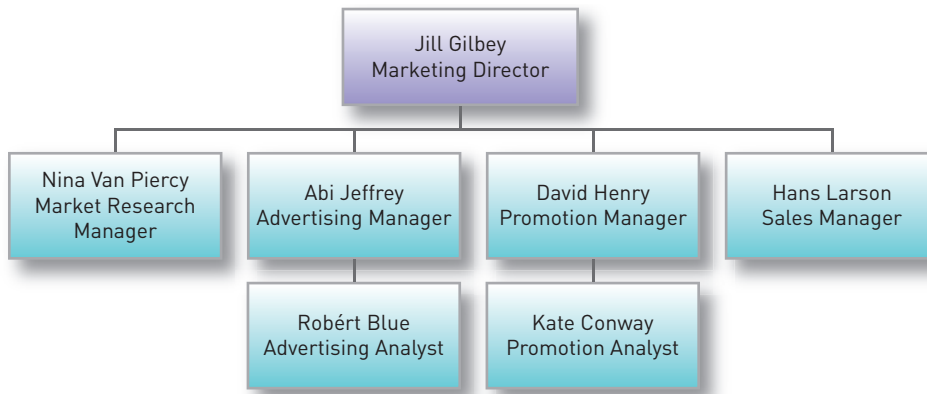 Jill Gilbey
Marketing Director
Nina Van Piercy
Market Research
Manager
Abi Jeffrey
Advertising Manager
David Henry
Promotion Manager
Hans Larson
Sales Manager
Robért Blue
Advertising Analyst
Kate Conway
Promotion Analyst